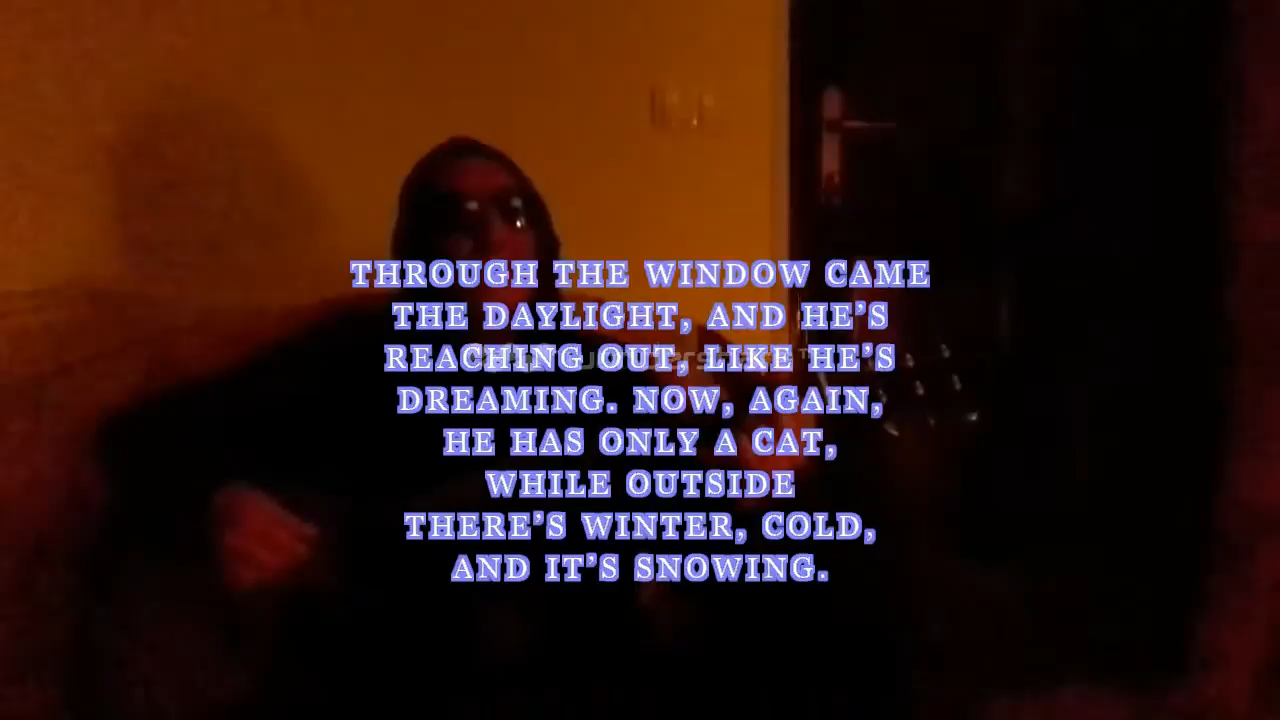 THROUGH THE WINDOW CAME
THE DAYLIGHT, AND HE'S
REACHING OUT, LIKE HE'S
DREAMING. NOW, AGAIN,
HE HAS ONLY A CAT,
WHILE OUTSIDE
THERE'S WINTER, COLD,
AND IT'S SNOWING.